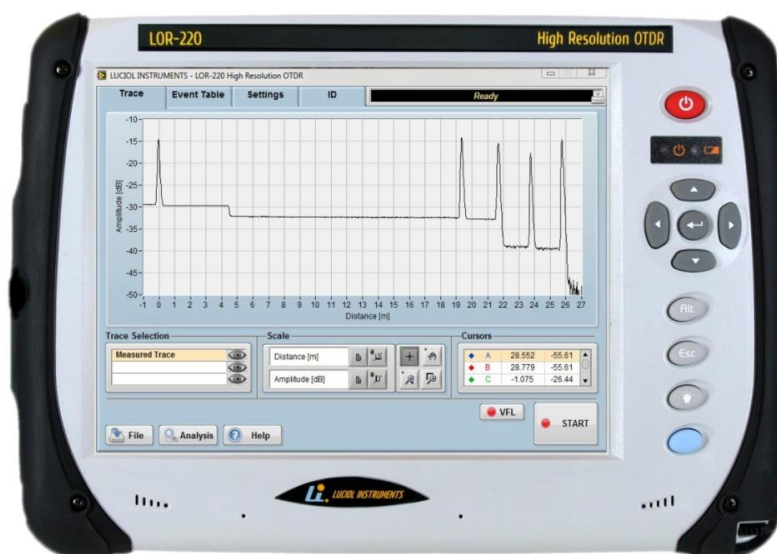 LOR-220 High Resolution OTDR
LUCIOL INSTRUMENTS - LOR-220 High Resolution OTDR
Trace Event Table Settings ID Ready
Amplitude [dB]
-10
-15
-20
-25
-30
-35
-40
-45
-50
-1 0 1 2 3 4 5 6 7 8 9 10 11 12 13 14 15 16 17 18 19 20 21 22 23 24 25 26 27
Distance [m]
Trace Selection
Measured Trace
Scale
Distance [m]
Amplitude [dB]
Cursors
A 28.552 -55.61
B 28.779 -55.61
C -1.075 -26.44
VFL
START
File Analysis Help
Alt
Esc
Li. LUCIOL INSTRUMENTS